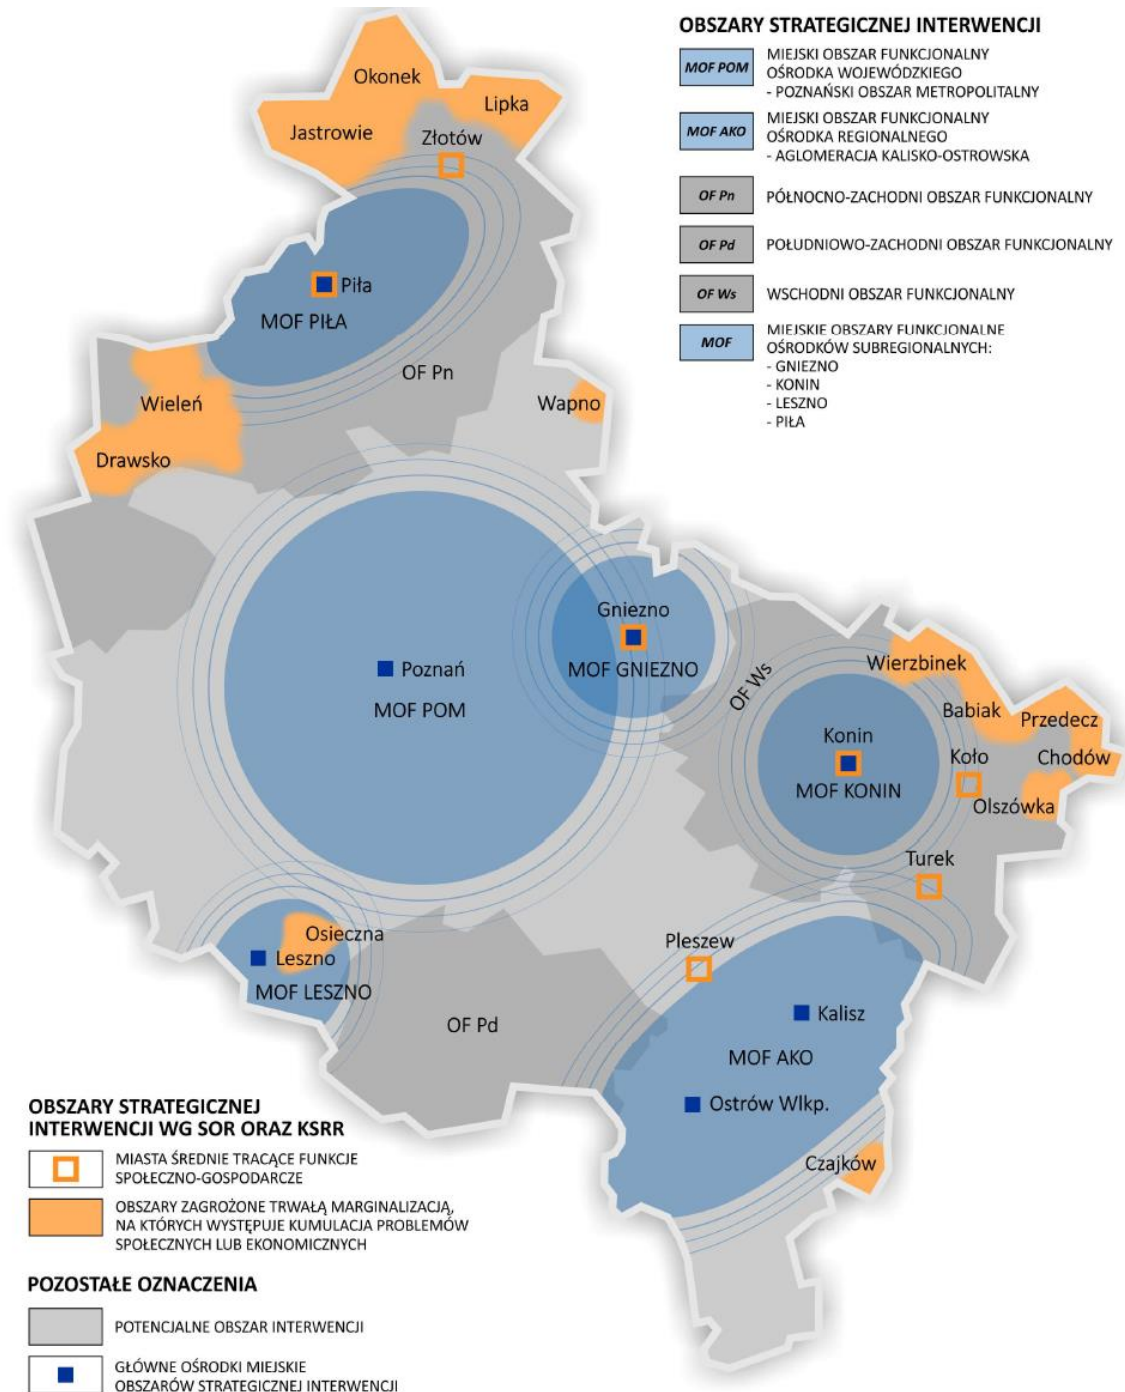 OBSZARY STRATEGICZNEJ INTERWENCJI
MOF POM
MIEJSKI OBSZAR FUNKCJONALNY
OŚRODKA WOJEWÓDZKIEGO
- POZNAŃSKI OBSZAR METROPOLITALNY
MOF AKO
MIEJSKI OBSZAR FUNKCJONALNY
OŚRODKA REGIONALNEGO
- AGLOMERACJA KALISKO-OSTROWSKA
OF Pn
PÓŁNOCNO-ZACHODNI OBSZAR FUNKCJONALNY
OF Pd
POŁUDNIOWO-ZACHODNI OBSZAR FUNKCJONALNY
OF Ws
WSCHODNI OBSZAR FUNKCJONALNY
MOF
MIEJSKIE OBSZARY FUNKCJONALNE
OŚRODKÓW SUBREGIONALNYCH:
- GNIEZNO
- KONIN
- LESZNO
- PIŁA
Okonek
Lipka
Jastrowie
Złotów
Piła
MOF PIŁA
OF Pn
Wieleń
Wapno
Drawsko
Gniezno
MOF GNIEZNO
Poznań
MOF POM
OF Ws
Wierzbinek
Babiak
Przedecz
Konin
Koło
Chodów
MOF KONIN
Olszówka
Turek
Osieczna
Leszno
MOF LESZNO
Pleszew
OF Pd
Kalisz
MOF AKO
Ostrów Wlkp.
Czajków
OBSZARY STRATEGICZNEJ
INTERWENCJI WG SOR ORAZ KSRR
MIASTA ŚREDNIE TRACĄCE FUNKCJE
SPOŁECZNO-GOSPODARCZE
OBSZARY ZAGROŻONE TRWAŁĄ MARGINALIZACJĄ,
NA KTÓRYCH WYSTĘPUJE KUMULACJA PROBLEMÓW
SPOŁECZNYCH LUB EKONOMICZNYCH
POZOSTAŁE OZNACZENIA
POTENCJALNE OBSZAR INTERWENCJI
GŁÓWNE OŚRODKI MIEJSKIE
OBSZARÓW STRATEGICZNEJ INTERWENCJI